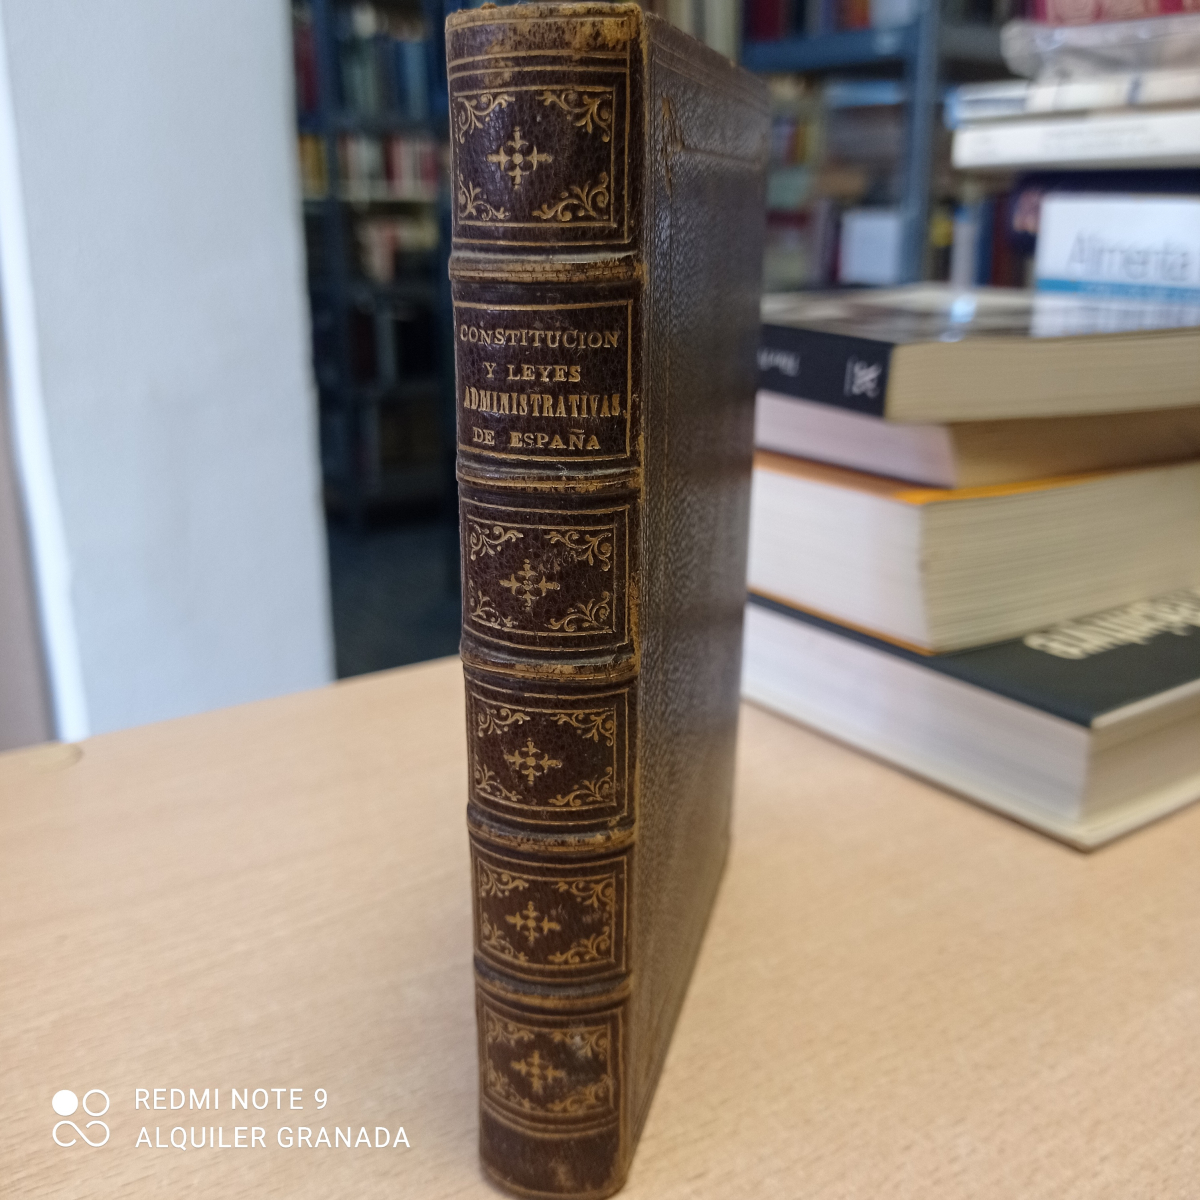 CONSTITUCION
Y LEYES
ADMINISTRATIVAS
DE ESPAÑA
Alimenta
REDMI NOTE 9
ALQUILER GRANADA